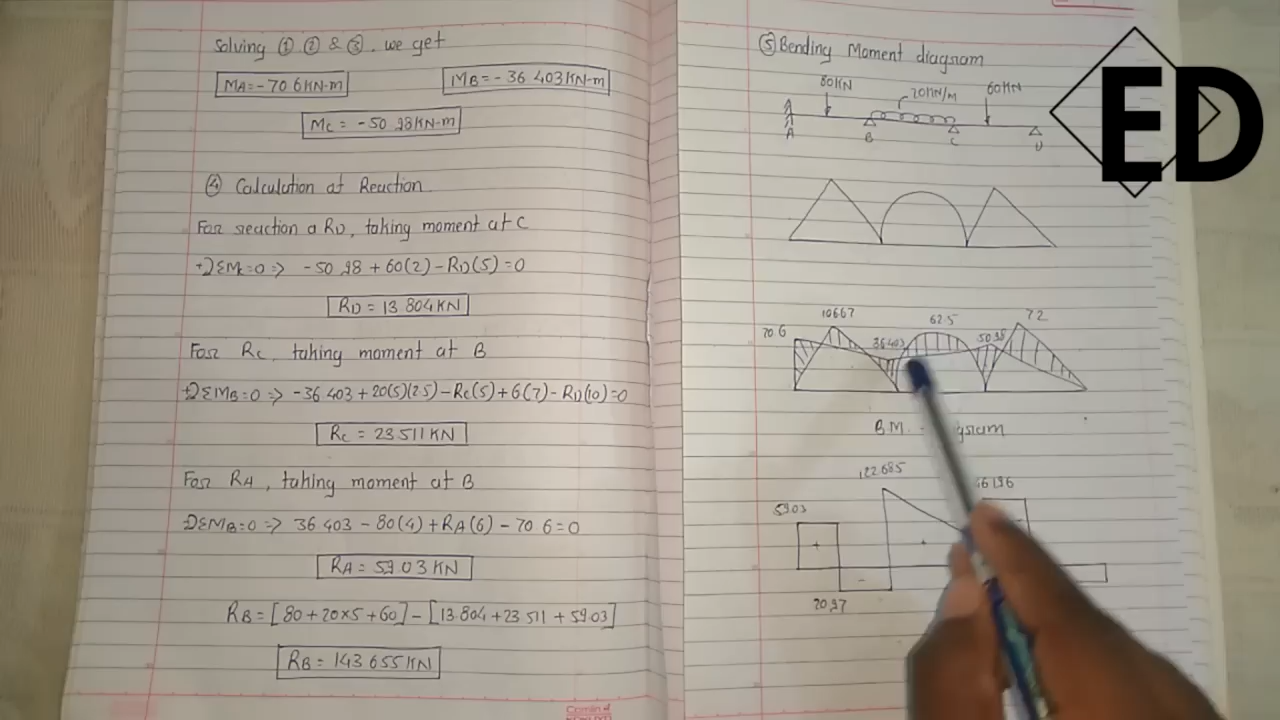 Solving ① ② & ③. we get
MA = -70.6 KN-m
MB = -36.403 KN-m
MC = -50.98 KN-m
④ Calculation at Reaction
For reaction a RD, taking moment at C
+↻ΣMc=0 => -50.98 + 60(2) - RD(5) = 0
RD = 13.804 KN
For RC, taking moment at B
+↻ΣMB=0 => -36.403 + 20(5)(2.5) - RC(5) + 6(7) - RD(10) = 0
RC = 23.511 KN
For RA, taking moment at B
+↻ΣMB=0 => 36.403 - 80(4) + RA(6) - 70.6 = 0
RA = 59.03 KN
RB = [80 + 20×5 + 60] - [13.804 + 23.511 + 59.03]
RB = 143.655 KN
⑤ Bending Moment diagram
80KN
20KN/m
60KN
A
B
C
D
70.6
106.67
36.403
62.5
50.98
72
B.M.
59.03
122.685
20.97
ED